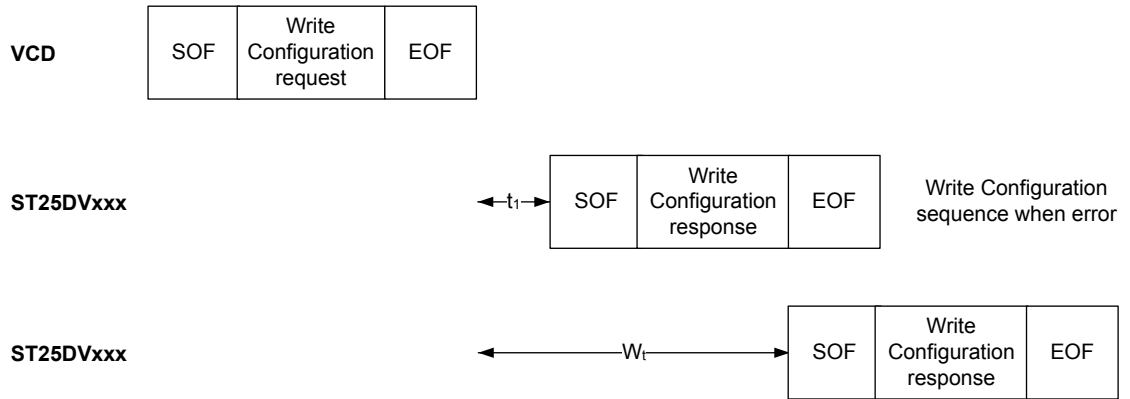 VCD
SOF
Write
Configuration
request
EOF
ST25DVxxx
t1
SOF
Write
Configuration
response
EOF
Write Configuration
sequence when error
ST25DVxxx
Wt
SOF
Write
Configuration
response
EOF